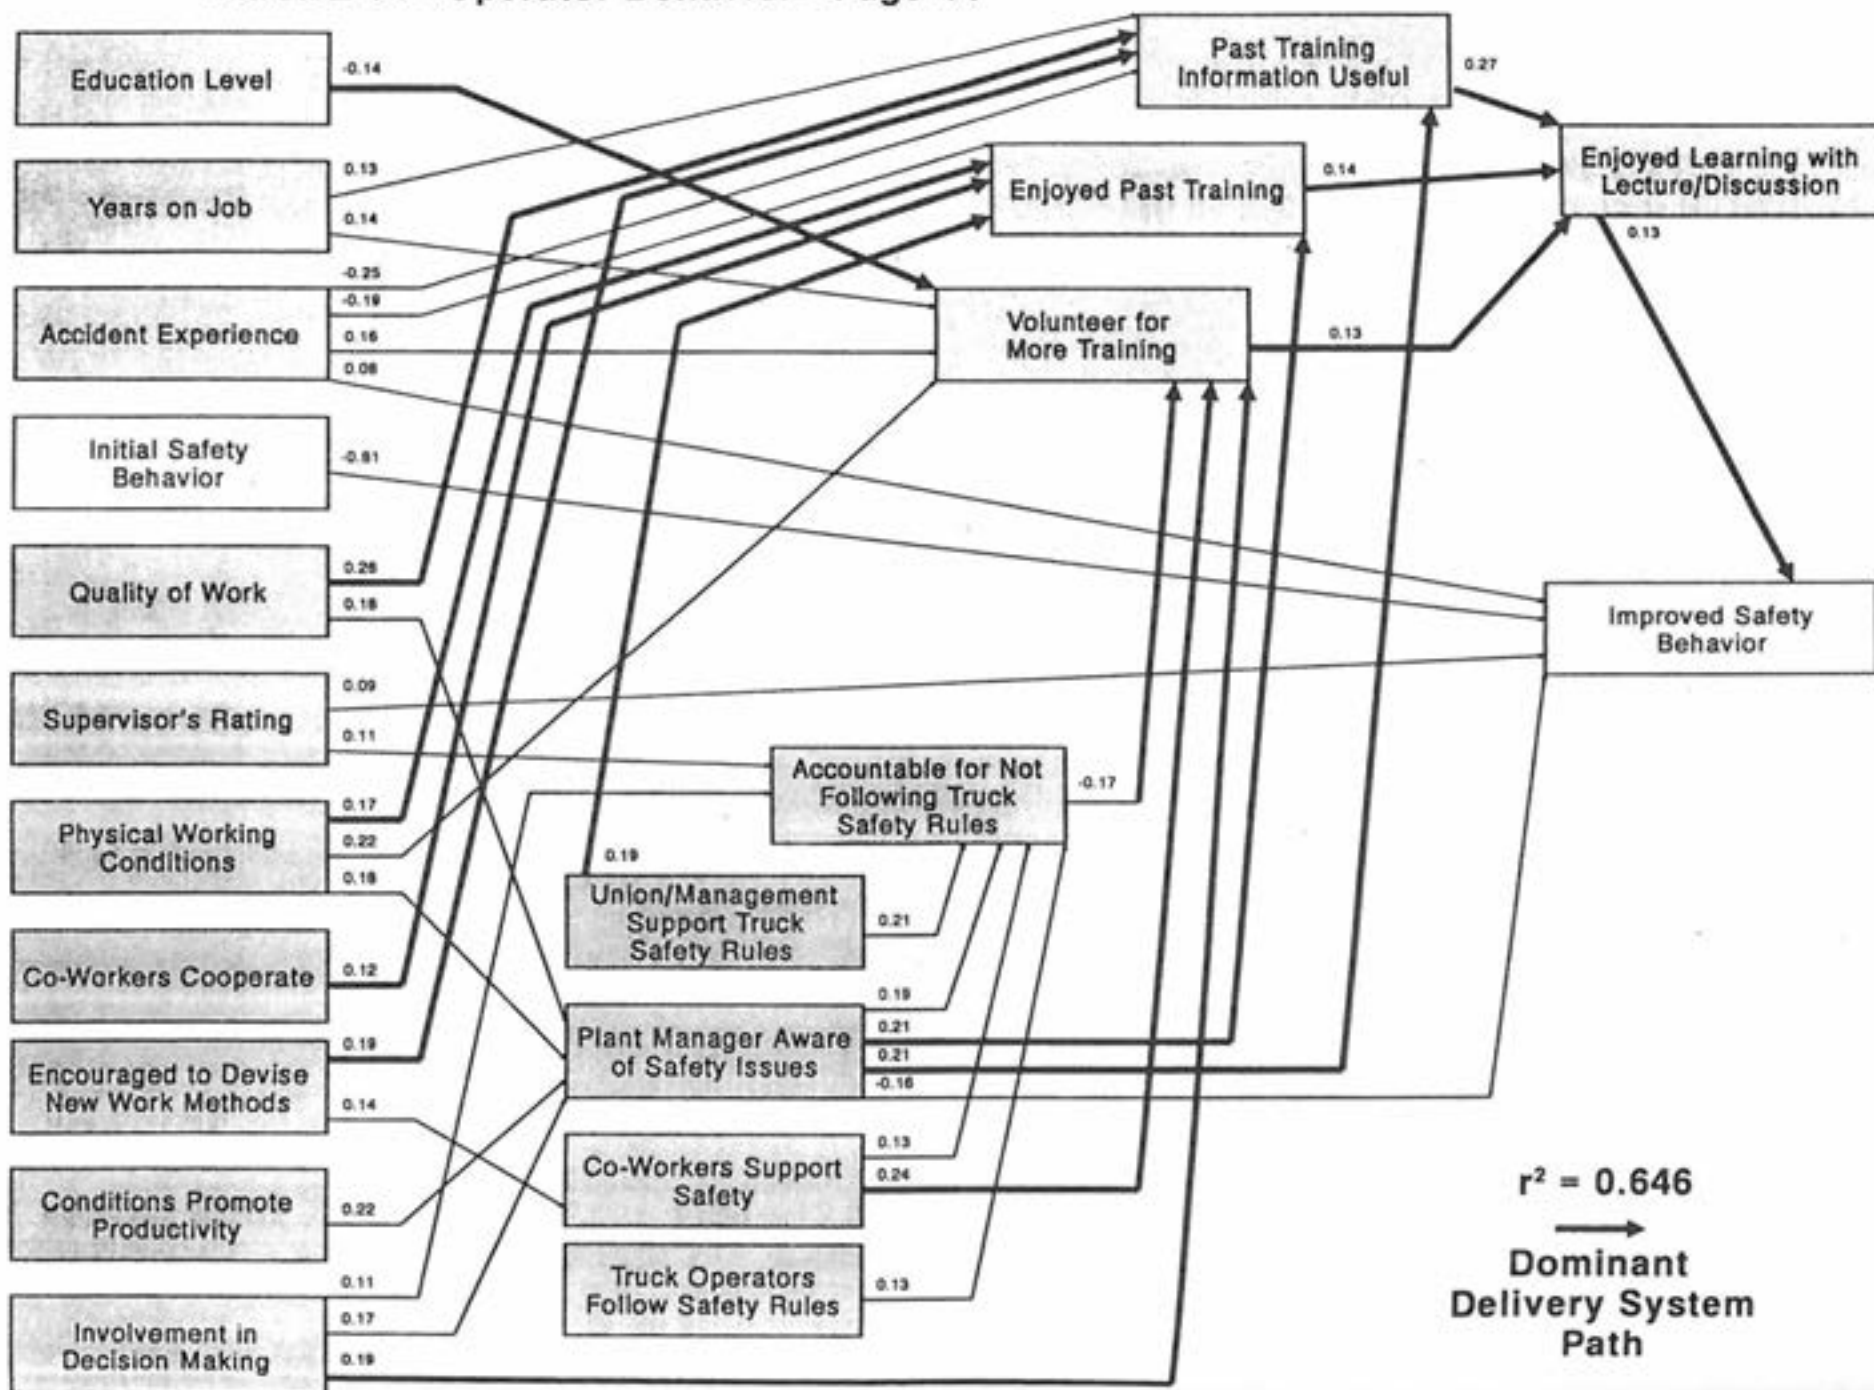 Education Level
-0.14
Years on Job
0.13
0.14
Accident Experience
-0.25
-0.19
0.16
0.08
Initial Safety
Behavior
-0.81
Quality of Work
0.26
0.18
Supervisor's Rating
0.09
0.11
Physical Working
Conditions
0.17
0.22
0.18
Co-Workers Cooperate
0.12
Encouraged to Devise
New Work Methods
0.19
0.14
Conditions Promote
Productivity
0.22
Involvement in
Decision Making
0.11
0.17
0.19
Accountable for Not
Following Truck
Safety Rules
-0.17
0.19
Union/Management
Support Truck
Safety Rules
0.21
Plant Manager Aware
of Safety Issues
0.19
0.21
0.21
-0.16
Co-Workers Support
Safety
0.13
0.24
Truck Operators
Follow Safety Rules
0.13
Past Training
Information Useful
0.27
Enjoyed Past Training
0.14
Volunteer for
More Training
0.13
Enjoyed Learning with
Lecture/Discussion
0.13
Improved Safety
Behavior
r² = 0.646
Dominant
Delivery System
Path